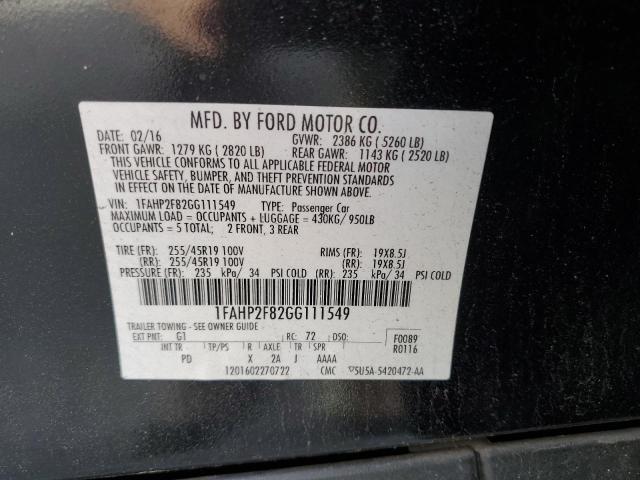 MFD. BY FORD MOTOR CO.
DATE: 02/16 GVWR: 2386 KG ( 5260 LB)
FRONT GAWR: 1279 KG ( 2820 LB) REAR GAWR: 1143 KG ( 2520 LB)
THIS VEHICLE CONFORMS TO ALL APPLICABLE FEDERAL MOTOR
VEHICLE SAFETY, BUMPER, AND THEFT PREVENTION STANDARDS
IN EFFECT ON THE DATE OF MANUFACTURE SHOWN ABOVE.
VIN: 1FAHP2F82GG111549 TYPE: Passenger Car
MAXIMUM LOAD = OCCUPANTS + LUGGAGE = 430KG/ 950LB
OCCUPANTS = 5 TOTAL; 2 FRONT, 3 REAR
TIRE (FR): 255/45R19 100V RIMS (FR): 19X8.5J
(RR): 255/45R19 100V (RR): 19X8.5J
PRESSURE (FR): 235 kPa/ 34 PSI COLD (RR): 235 kPa/ 34 PSI COLD
1FAHP2F82GG111549
TRAILER TOWING - SEE OWNER GUIDE
EXT PNT: G1 RC: 72 DSO: F0089
INT TR TP/PS R AXLE TR SPR R0116
PD X 2A J AAAA
1201602270722 CMC 5U5A-5420472-AA